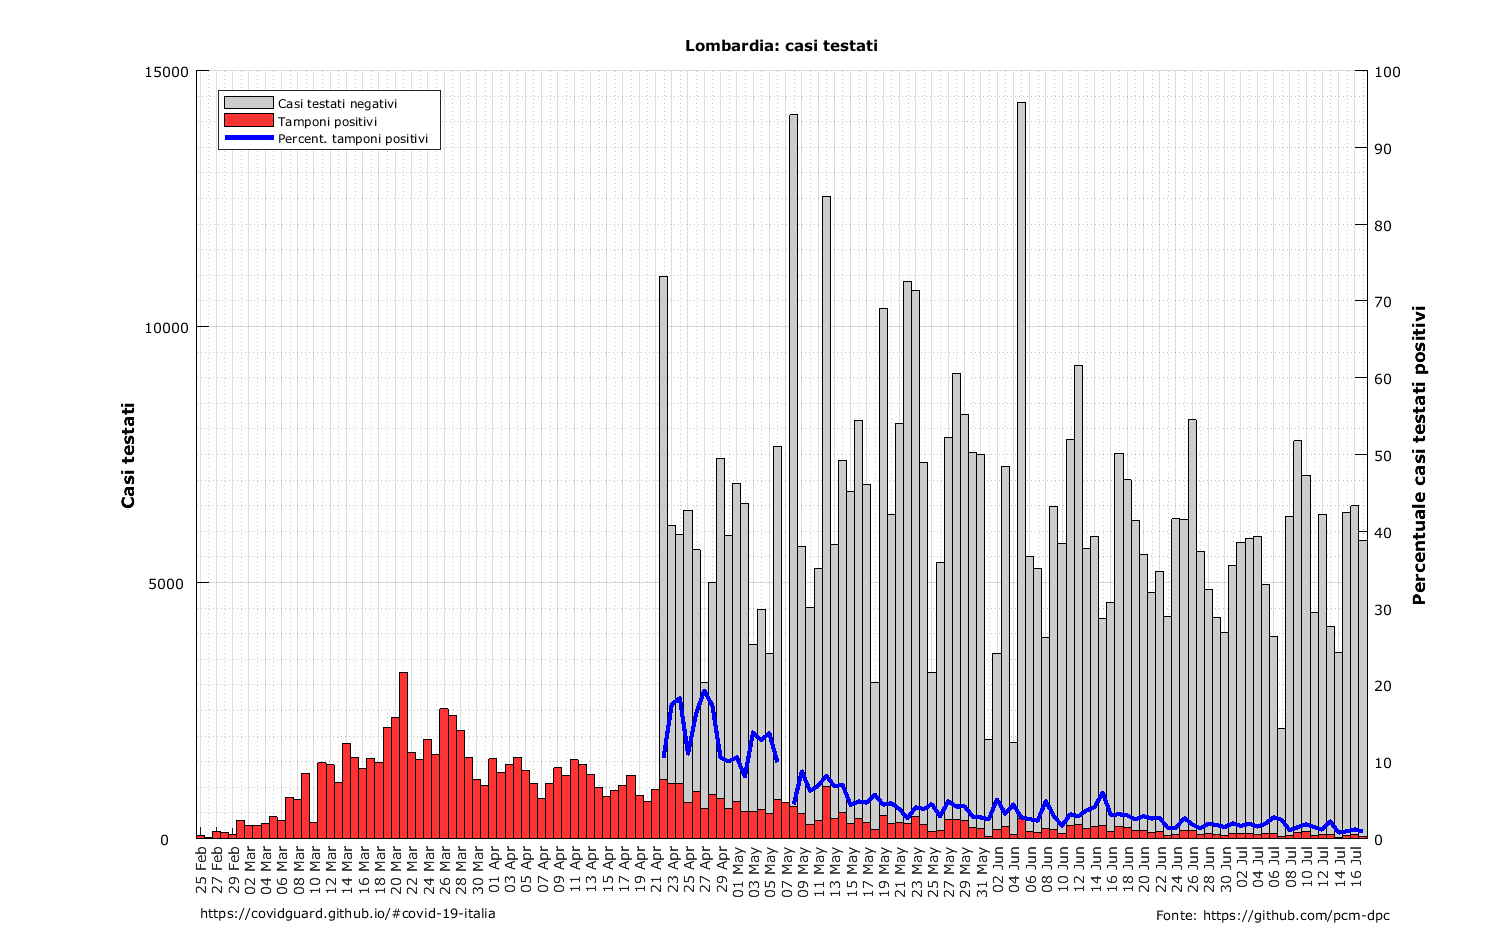 Lombardia: casi testati
15000
10000
5000
0
Casi testati
Casi testati negativi
Tamponi positivi
Percent. tamponi positivi
100
90
80
70
60
50
40
30
20
10
0
Percentuale casi testati positivi
25 Feb
27 Feb
29 Feb
02 Mar
04 Mar
06 Mar
08 Mar
10 Mar
12 Mar
14 Mar
16 Mar
18 Mar
20 Mar
22 Mar
24 Mar
26 Mar
28 Mar
30 Mar
01 Apr
03 Apr
05 Apr
07 Apr
09 Apr
11 Apr
13 Apr
15 Apr
17 Apr
19 Apr
21 Apr
23 Apr
25 Apr
27 Apr
29 Apr
01 May
03 May
05 May
07 May
09 May
11 May
13 May
15 May
17 May
19 May
21 May
23 May
25 May
27 May
29 May
31 May
02 Jun
04 Jun
06 Jun
08 Jun
10 Jun
12 Jun
14 Jun
16 Jun
18 Jun
20 Jun
22 Jun
24 Jun
26 Jun
28 Jun
30 Jun
02 Jul
04 Jul
06 Jul
08 Jul
10 Jul
12 Jul
14 Jul
16 Jul
https://covidguard.github.io/#covid-19-italia
Fonte: https://github.com/pcm-dpc